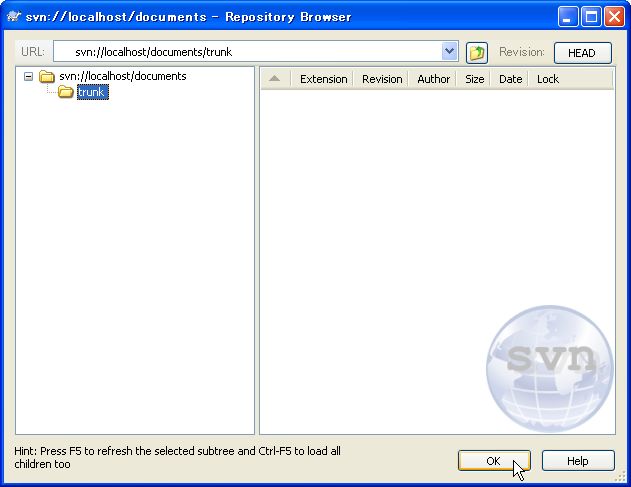 svn://localhost/documents - Repository Browser
URL: svn://localhost/documents/trunk Revision: HEAD
svn://localhost/documents
trunk
Extension Revision Author Size Date Lock
svn
Hint: Press F5 to refresh the selected subtree and Ctrl-F5 to load all
children too
OK Help